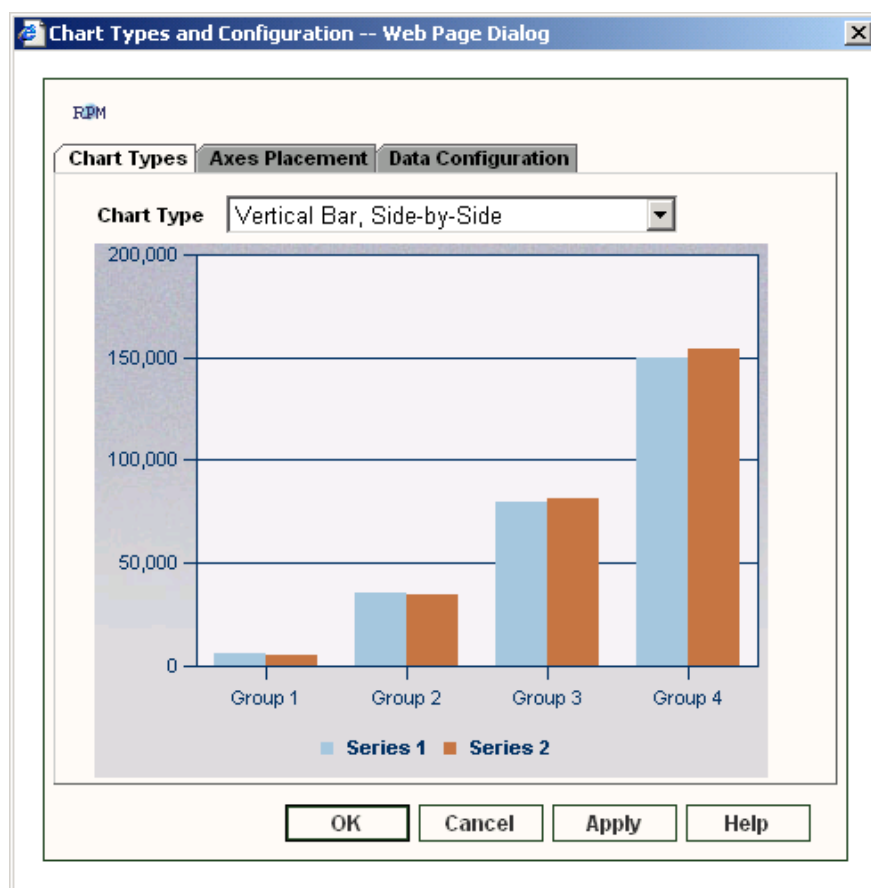 Chart Types and Configuration -- Web Page Dialog
RPM
Chart Types Axes Placement Data Configuration
Chart Type Vertical Bar, Side-by-Side
200,000
150,000
100,000
50,000
0
Group 1 Group 2 Group 3 Group 4
Series 1 Series 2
OK Cancel Apply Help